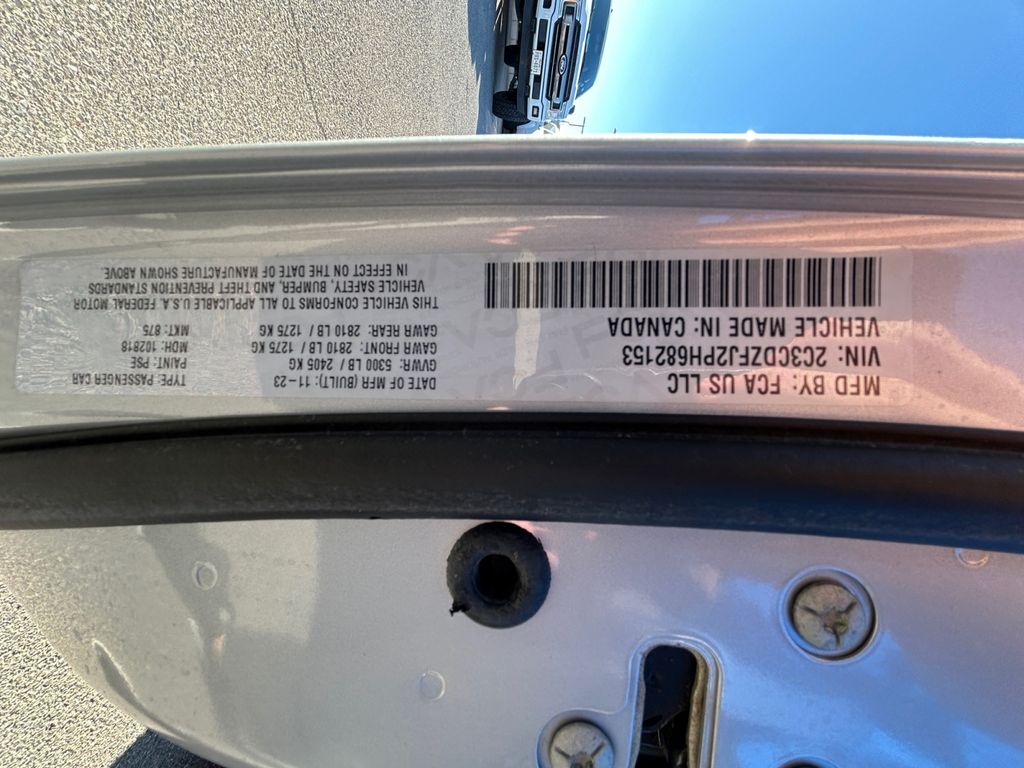 MFD BY: FCA US LLC
VIN: 2C3CDZFJ2PH682153
VEHICLE MADE IN: CANADA
DATE OF MFR (BUILT): 11-23
GVWR: 5300 LB / 2405 KG
GAWR FRONT: 2810 LB / 1275 KG
GAWR REAR: 2810 LB / 1275 KG
TYPE: PASSENGER CAR
PAINT: PSE
MDH: 102818
MKT: 975
THIS VEHICLE CONFORMS TO ALL APPLICABLE U.S.A. FEDERAL MOTOR
VEHICLE SAFETY, BUMPER, AND THEFT PREVENTION STANDARDS
IN EFFECT ON THE DATE OF MANUFACTURE SHOWN ABOVE.
Ford